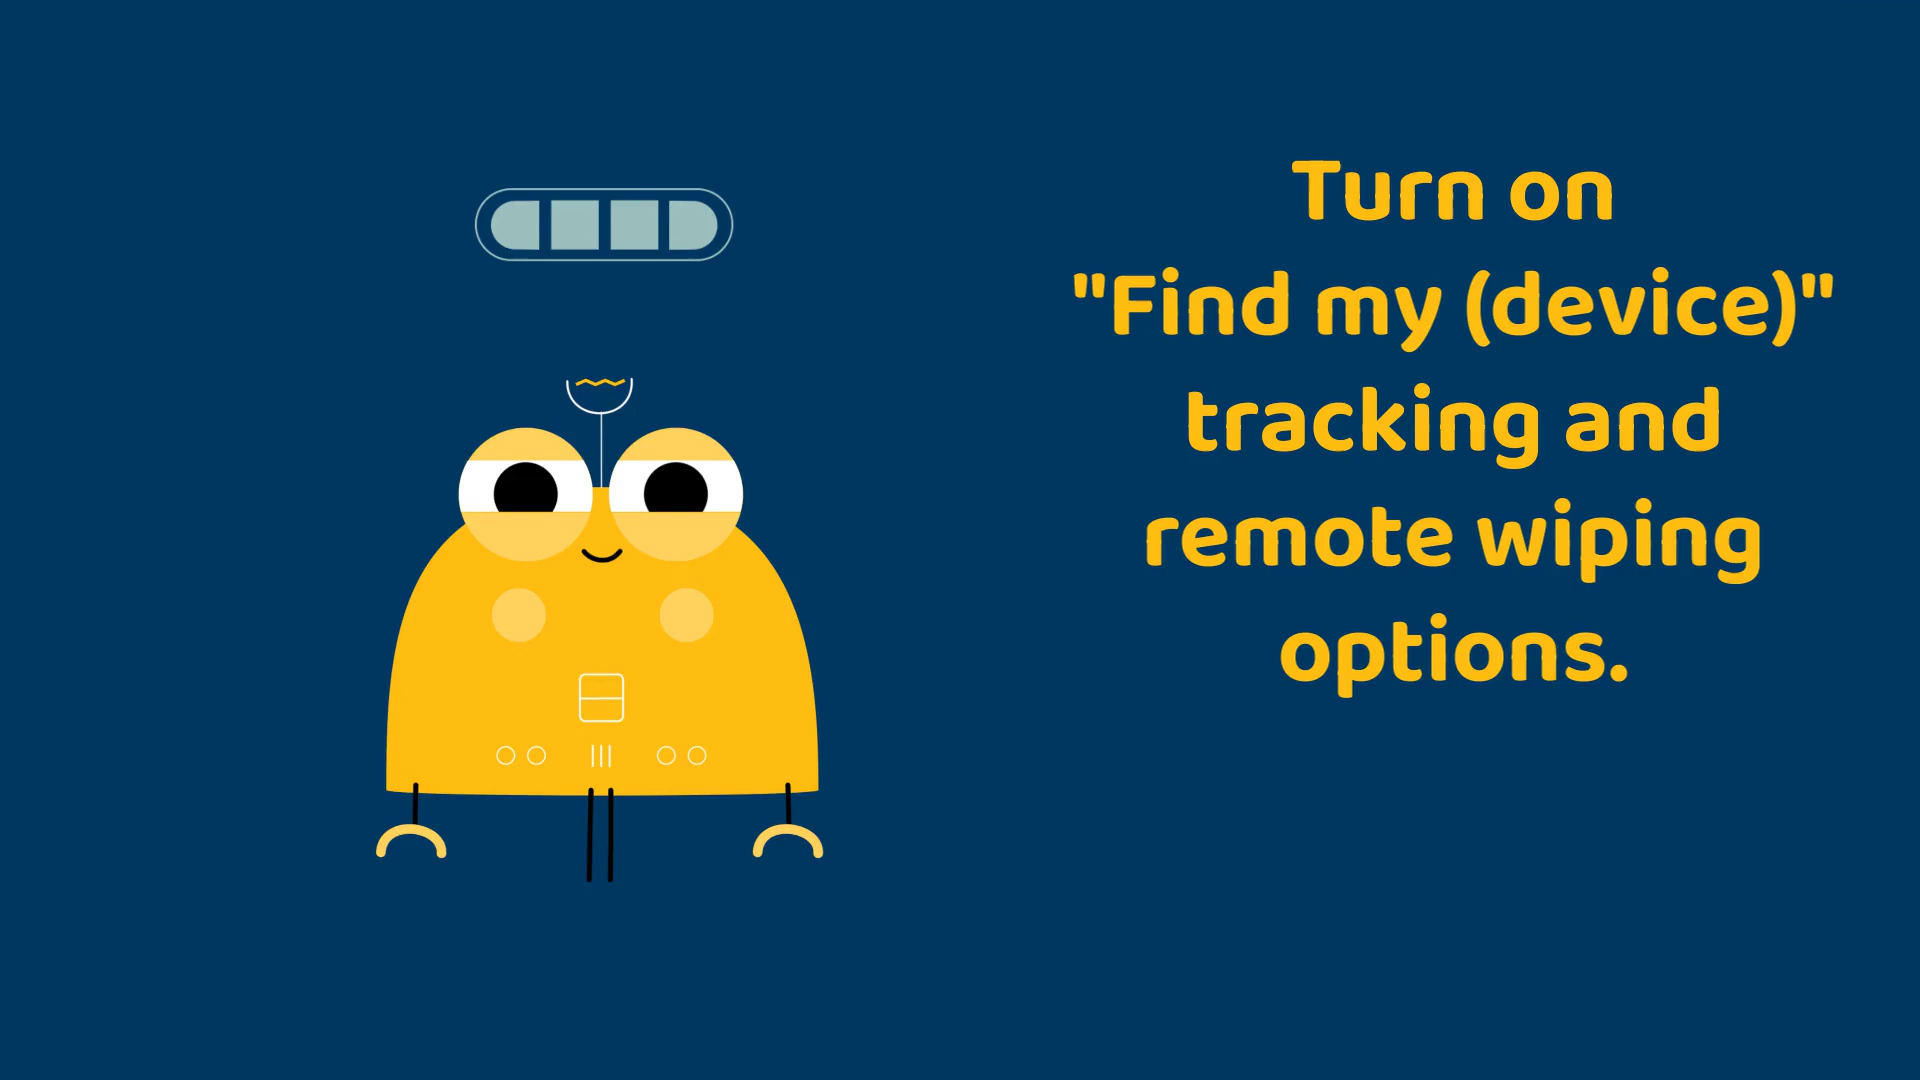 Turn on
"Find my (device)"
tracking and
remote wiping
options.